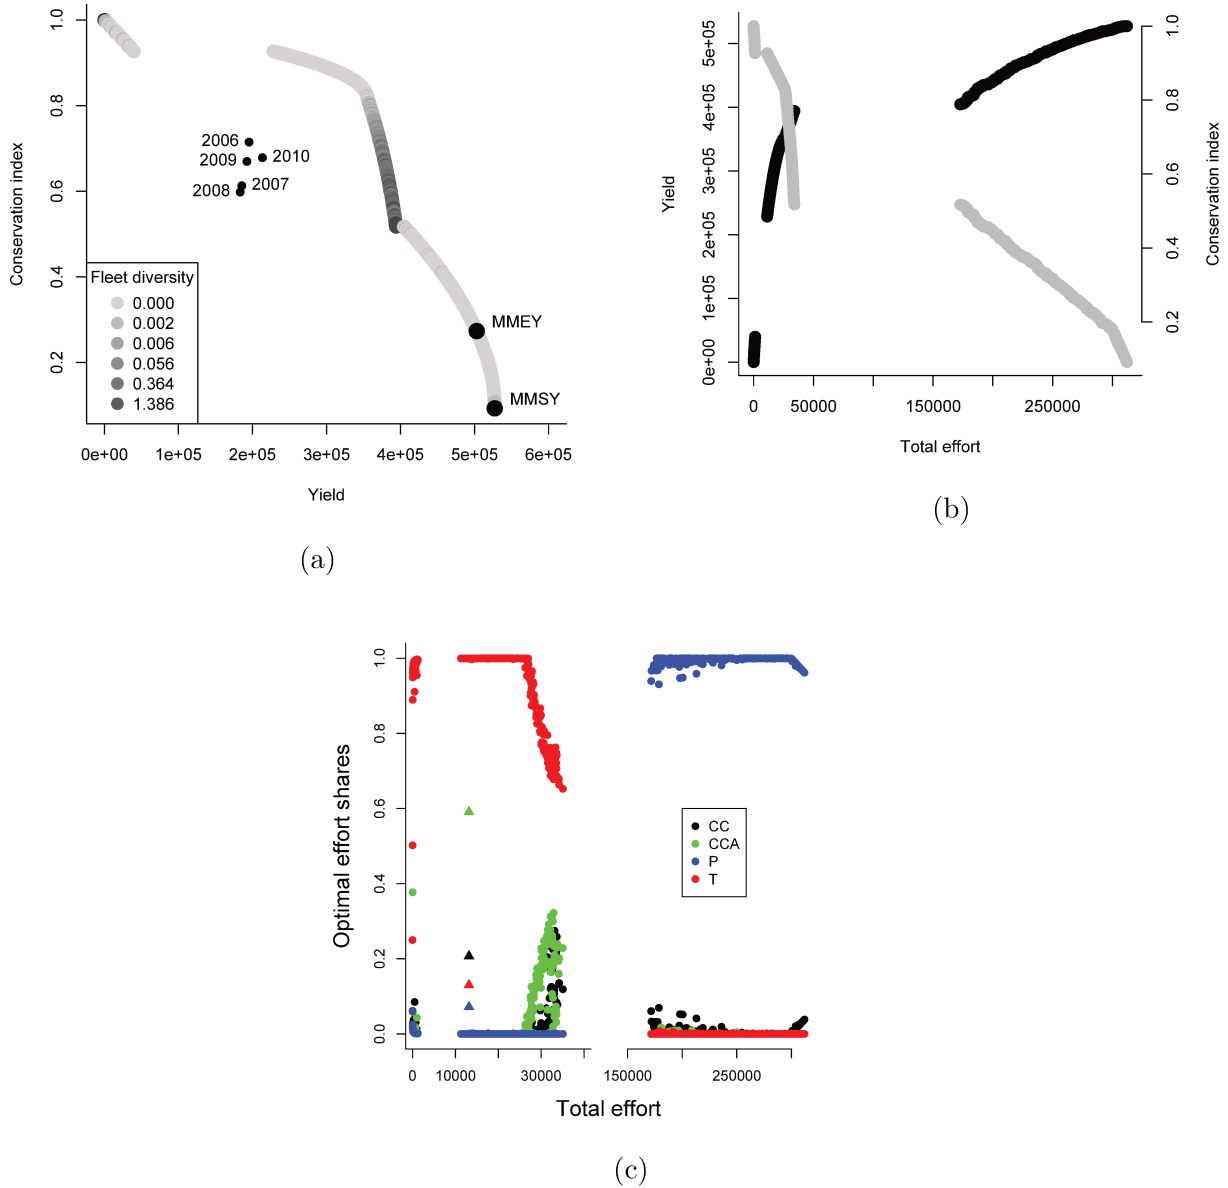 1.0
0.8
0.6
0.4
0.2
Conservation index
2006
2009
2010
2008
2007
Fleet diversity
0.000
0.002
0.006
0.056
0.364
1.386
MMEY
MMSY
0e+00 1e+05 2e+05 3e+05 4e+05 5e+05 6e+05
Yield
(a)
5e+05
4e+05
3e+05
2e+05
1e+05
0e+00
Yield
1.0
0.8
0.6
0.4
0.2
Conservation index
0 50000 150000 250000
Total effort
(b)
1.0
0.8
0.6
0.4
0.2
0.0
Optimal effort shares
CC
CCA
P
T
0 10000 30000 150000 250000
Total effort
(c)